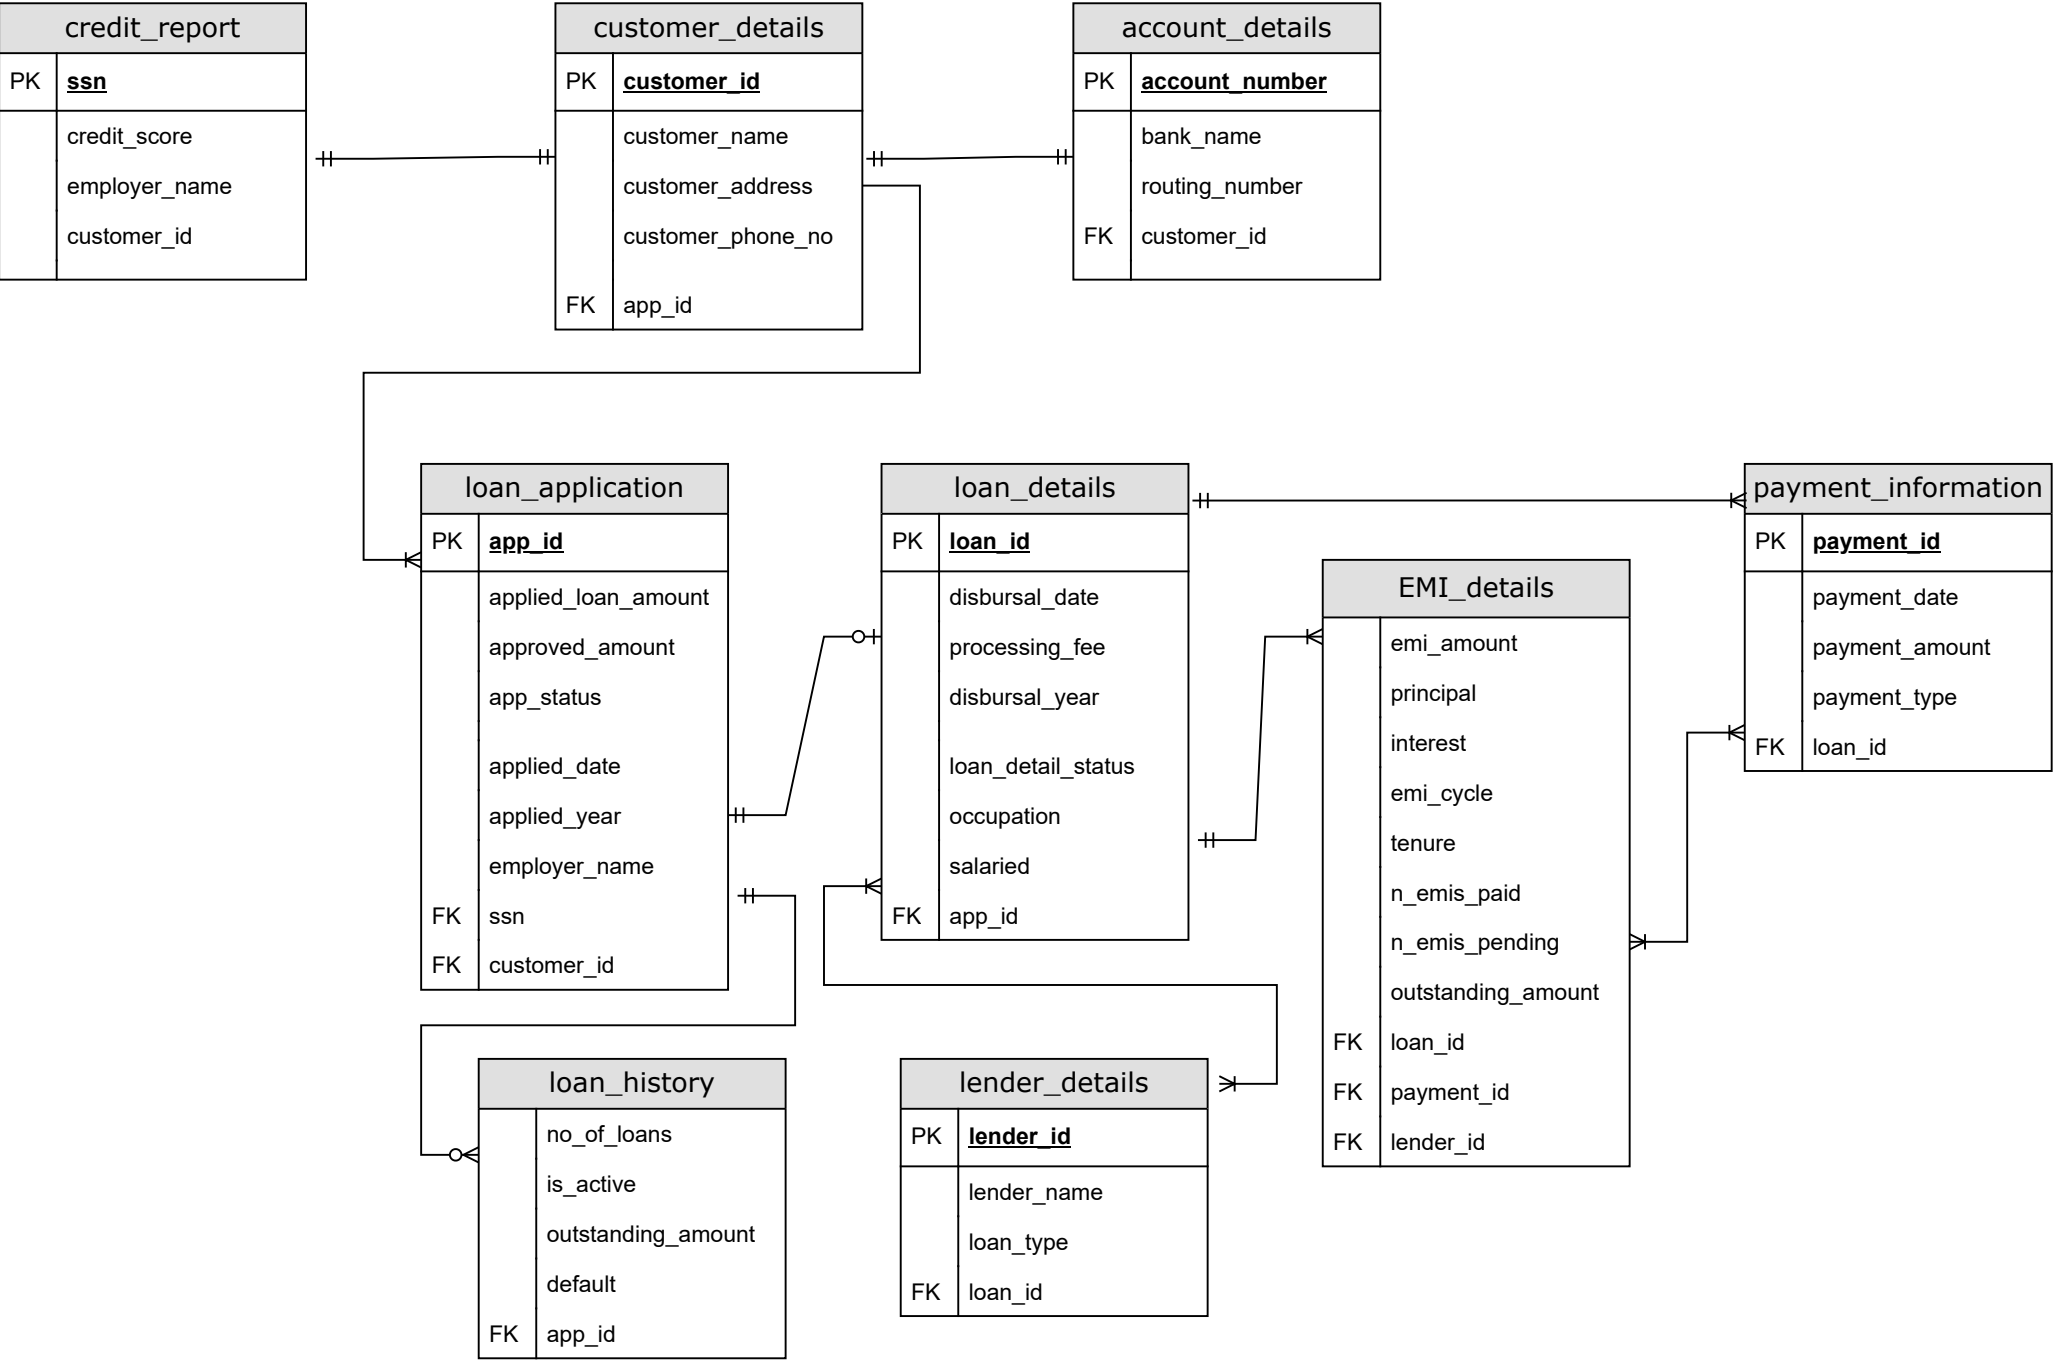 credit_report
PK ssn
credit_score
employer_name
customer_id
customer_details
PK customer_id
customer_name
customer_address
customer_phone_no
FK app_id
account_details
PK account_number
bank_name
routing_number
FK customer_id
loan_application
PK app_id
applied_loan_amount
approved_amount
app_status
applied_date
applied_year
employer_name
FK ssn
FK customer_id
loan_details
PK loan_id
disbursal_date
processing_fee
disbursal_year
loan_detail_status
occupation
salaried
FK app_id
EMI_details
emi_amount
principal
interest
emi_cycle
tenure
n_emis_paid
n_emis_pending
outstanding_amount
FK loan_id
FK payment_id
FK lender_id
payment_information
PK payment_id
payment_date
payment_amount
payment_type
FK loan_id
loan_history
no_of_loans
is_active
outstanding_amount
default
FK app_id
lender_details
PK lender_id
lender_name
loan_type
FK loan_id